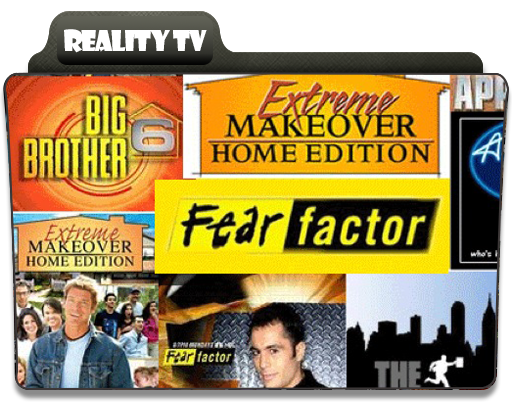 REALITY TV
BIG
BROTHER 6
Extreme
MAKEOVER
HOME EDITION
AP
A
who's i
Fear factor
Extreme
MAKEOVER
HOME EDITION
Fear factor
THE